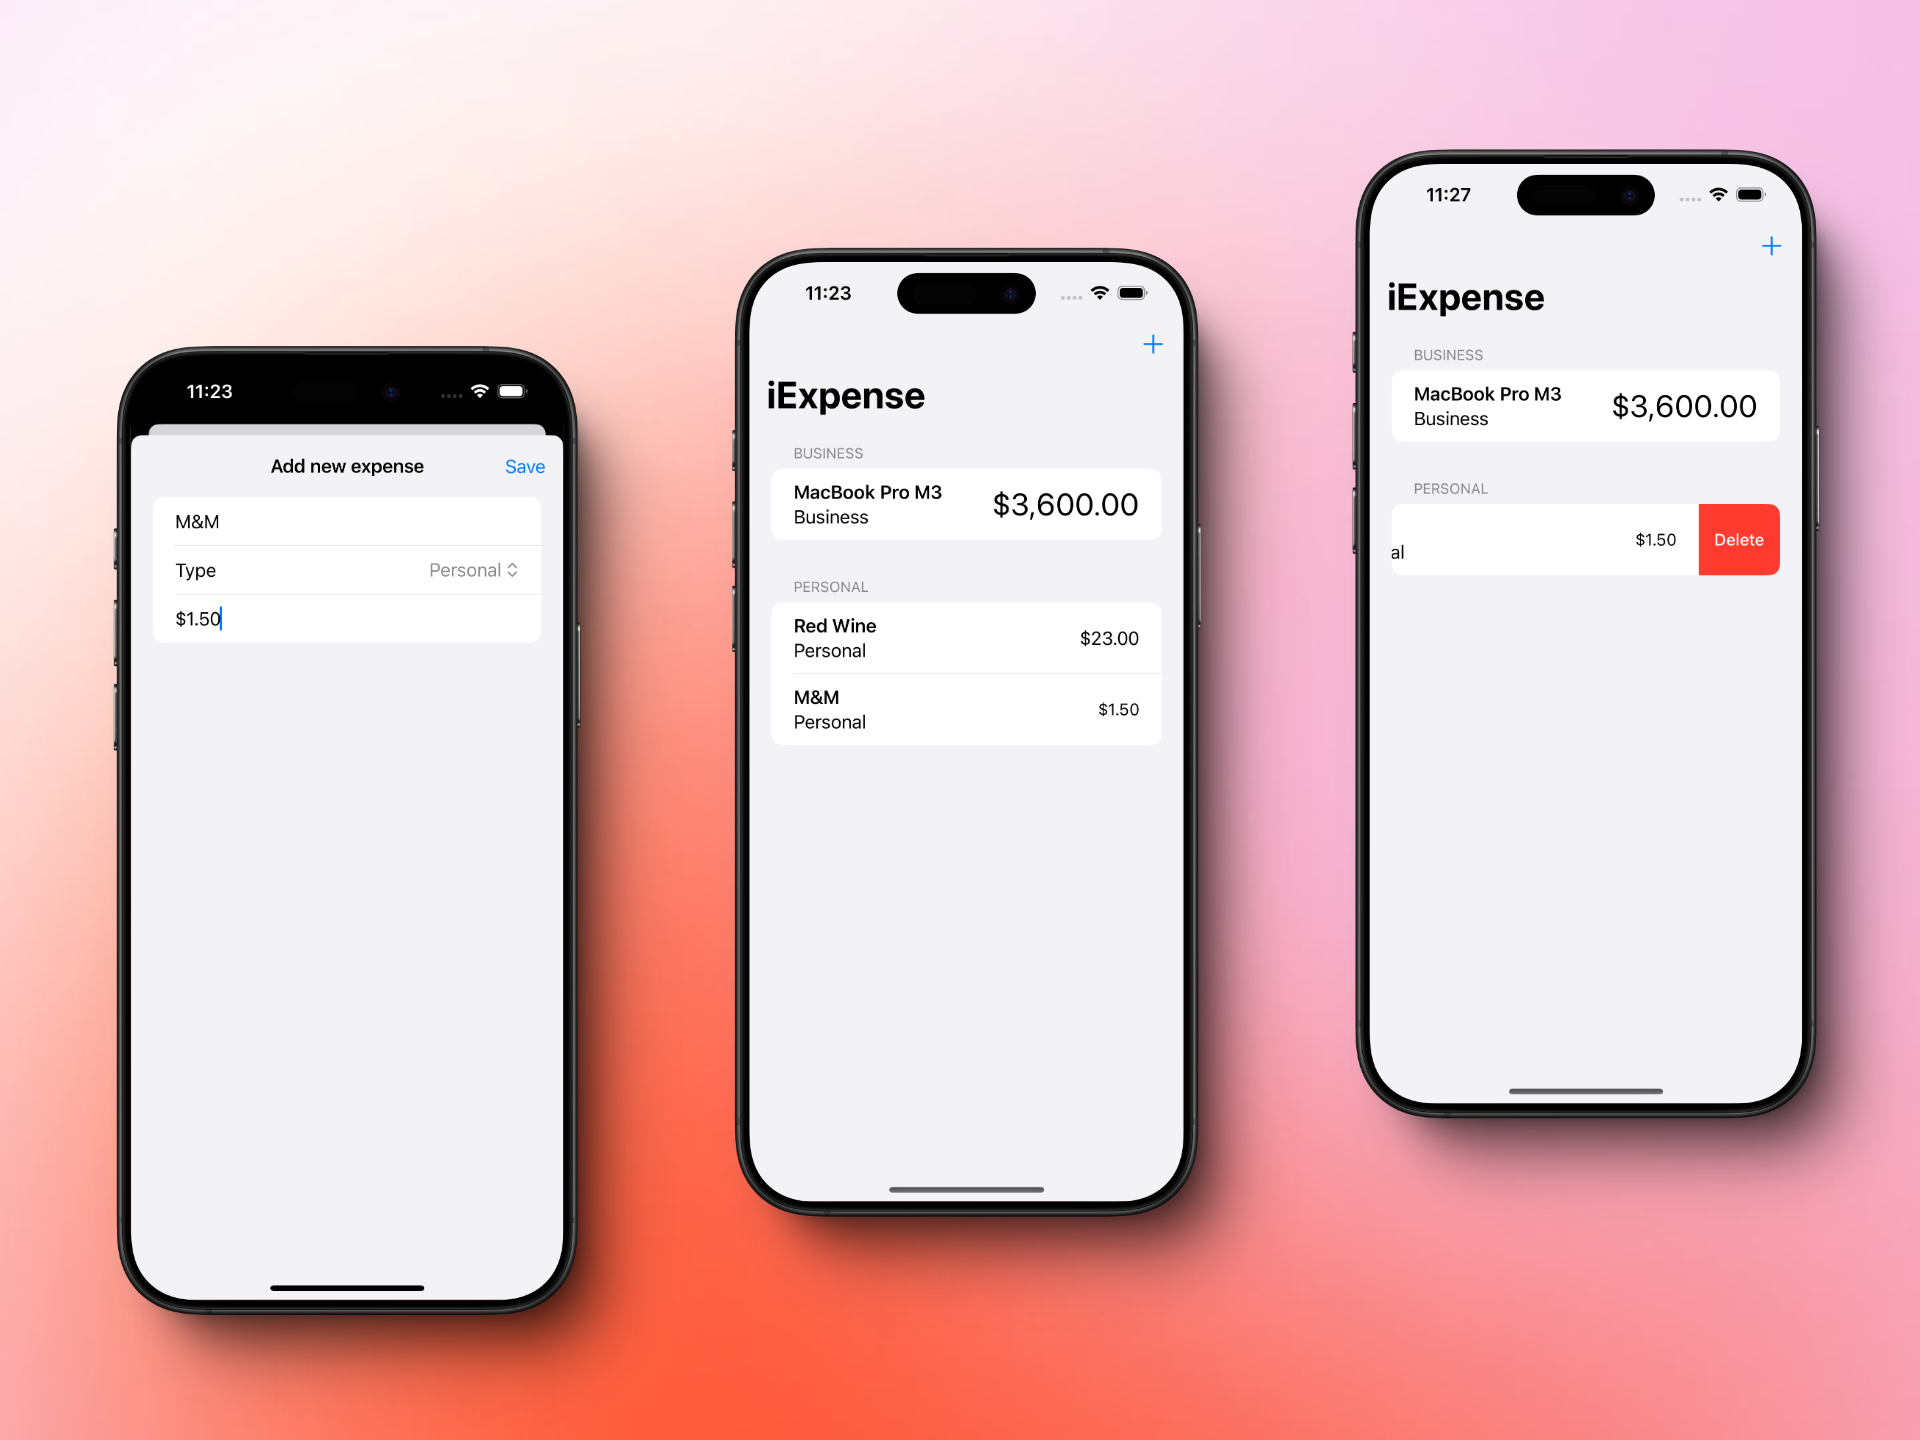 11:23
Add new expense
Save
M&M
Type
Personal
$1.50
11:23
iExpense
BUSINESS
MacBook Pro M3
Business
$3,600.00
PERSONAL
Red Wine
Personal
$23.00
M&M
Personal
$1.50
11:27
iExpense
BUSINESS
MacBook Pro M3
Business
$3,600.00
PERSONAL
al
$1.50
Delete